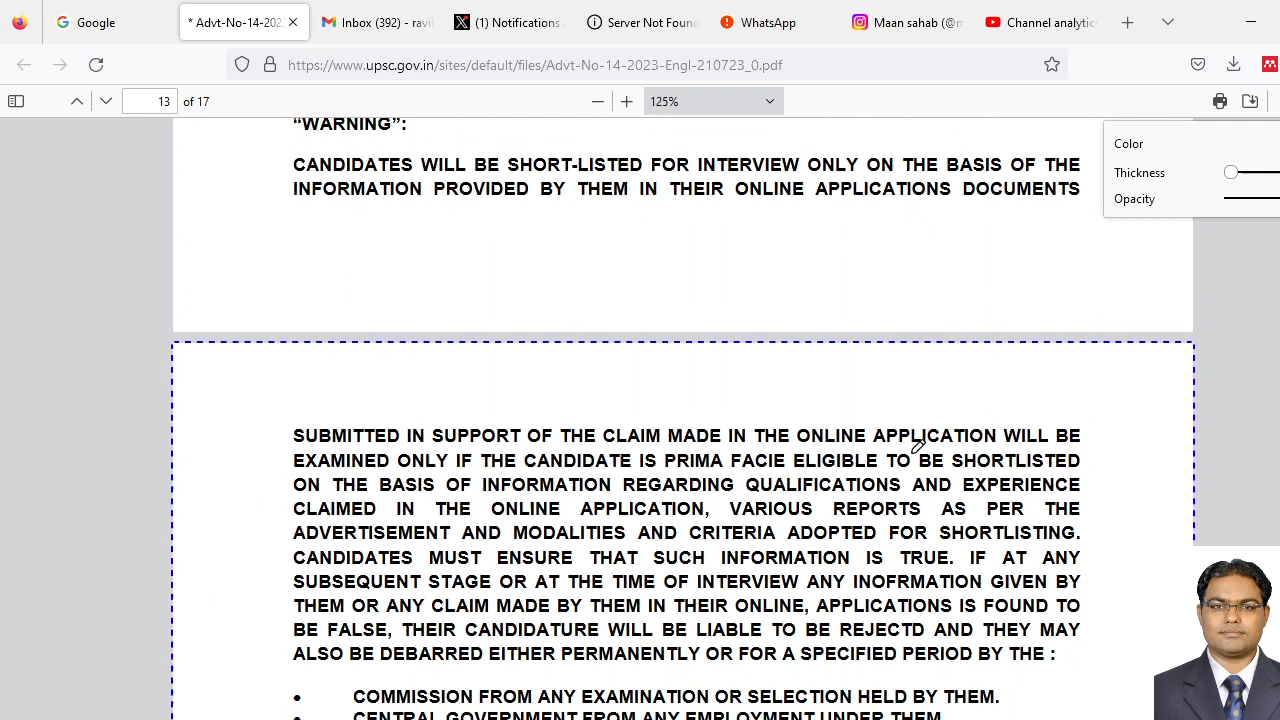 Google
* Advt-No-14-202
Inbox (392) - ravi
(1) Notifications
Server Not Foun
WhatsApp
Maan sahab (@m
Channel analytic
https://www.upsc.gov.in/sites/default/files/Advt-No-14-2023-Engl-210723_0.pdf
13 of 17
125%
Color
Thickness
Opacity
“WARNING”:
CANDIDATES WILL BE SHORT-LISTED FOR INTERVIEW ONLY ON THE BASIS OF THE
INFORMATION PROVIDED BY THEM IN THEIR ONLINE APPLICATIONS DOCUMENTS
SUBMITTED IN SUPPORT OF THE CLAIM MADE IN THE ONLINE APPLICATION WILL BE
EXAMINED ONLY IF THE CANDIDATE IS PRIMA FACIE ELIGIBLE TO BE SHORTLISTED
ON THE BASIS OF INFORMATION REGARDING QUALIFICATIONS AND EXPERIENCE
CLAIMED IN THE ONLINE APPLICATION, VARIOUS REPORTS AS PER THE
ADVERTISEMENT AND MODALITIES AND CRITERIA ADOPTED FOR SHORTLISTING.
CANDIDATES MUST ENSURE THAT SUCH INFORMATION IS TRUE. IF AT ANY
SUBSEQUENT STAGE OR AT THE TIME OF INTERVIEW ANY INOFRMATION GIVEN BY
THEM OR ANY CLAIM MADE BY THEM IN THEIR ONLINE, APPLICATIONS IS FOUND TO
BE FALSE, THEIR CANDIDATURE WILL BE LIABLE TO BE REJECTD AND THEY MAY
ALSO BE DEBARRED EITHER PERMANENTLY OR FOR A SPECIFIED PERIOD BY THE :
• COMMISSION FROM ANY EXAMINATION OR SELECTION HELD BY THEM.
• CENTRAL GOVERNMENT FROM ANY EMPLOYMENT UNDER THEM